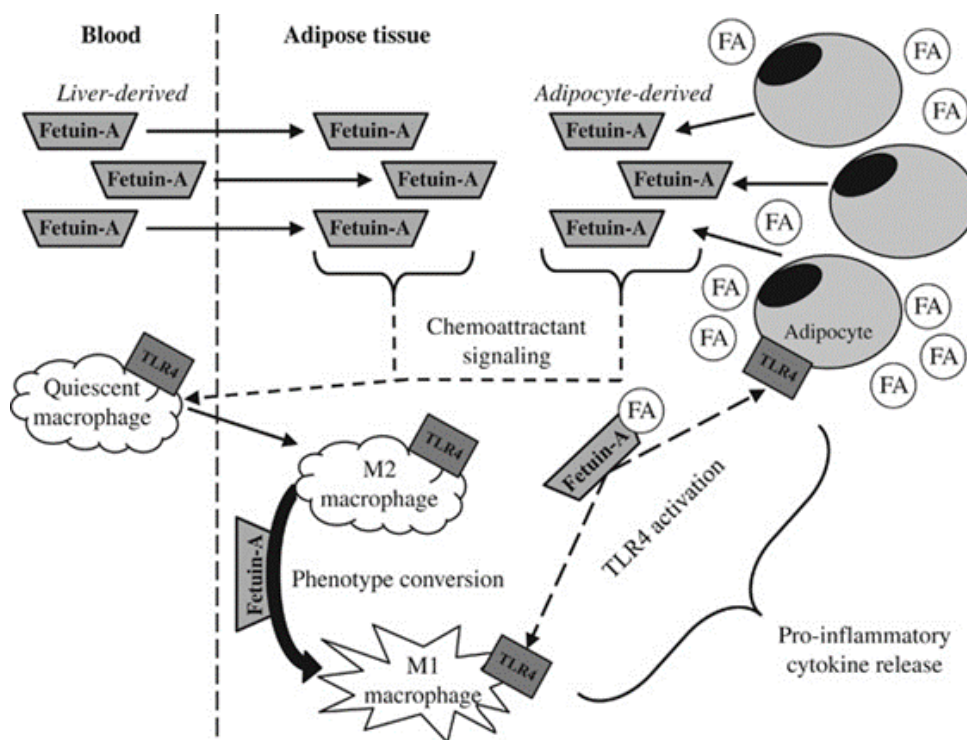 Blood
Adipose tissue
FA
FA
FA
Liver-derived
Adipocyte-derived
Fetuin-A
Fetuin-A
Fetuin-A
Fetuin-A
Fetuin-A
Fetuin-A
Fetuin-A
Fetuin-A
Fetuin-A
FA
FA
FA
FA
FA
FA
Adipocyte
TLR4
Chemoattractant
signaling
TLR4
Quiescent
macrophage
FA
Fetuin-A
TLR4
M2
macrophage
TLR4 activation
Fetuin-A
Phenotype conversion
Pro-inflammatory
cytokine release
M1
macrophage
TLR4